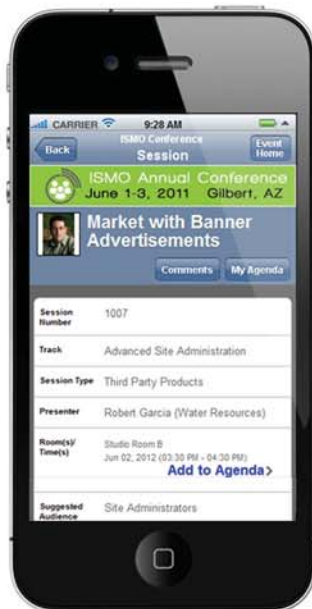 CARRIER 9:28 AM
ISMO Conference
Back Session Event Home
ISMO Annual Conference
June 1-3, 2011 Gilbert, AZ
Market with Banner
Advertisements
Comments My Agenda
Session Number 1007
Track Advanced Site Administration
Session Type Third Party Products
Presenter Robert Garcia (Water Resources)
Room(s)/ Studio Room B
Time(s) Jun 02, 2012 (03:30 PM - 04:30 PM)
Add to Agenda>
Suggested Audience Site Administrators